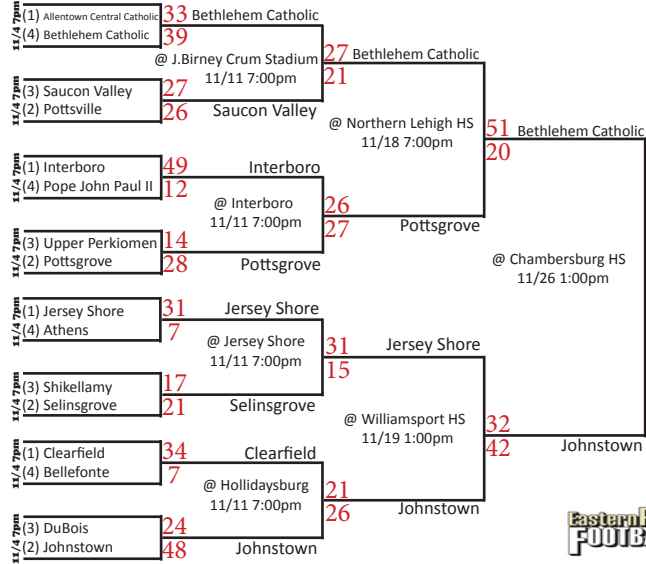 11/4 7pm
(1) Allentown Central Catholic 33
(4) Bethlehem Catholic 39
Bethlehem Catholic
@ J.Birney Crum Stadium
11/11 7:00pm
11/4 7pm
(3) Saucon Valley 27
(2) Pottsville 26
Saucon Valley
27 Bethlehem Catholic
21
@ Northern Lehigh HS
11/18 7:00pm
11/4 7pm
(1) Interboro 49
(4) Pope John Paul II 12
Interboro
@ Interboro
11/11 7:00pm
11/4 7pm
(3) Upper Perkiomen 14
(2) Pottsgrove 28
Pottsgrove
26
27
Pottsgrove
51 Bethlehem Catholic
20
@ Chambersburg HS
11/26 1:00pm
11/4 7pm
(1) Jersey Shore 31
(4) Athens 7
Jersey Shore
@ Jersey Shore
11/11 7:00pm
11/4 7pm
(3) Shikellamy 17
(2) Selinsgrove 21
Selinsgrove
31
15
Jersey Shore
@ Williamsport HS
11/19 1:00pm
11/4 7pm
(1) Clearfield 34
(4) Bellefonte 7
Clearfield
@ Hollidaysburg
11/11 7:00pm
11/4 7pm
(3) DuBois 24
(2) Johnstown 48
Johnstown
21
26
Johnstown
32
42
Johnstown
Eastern